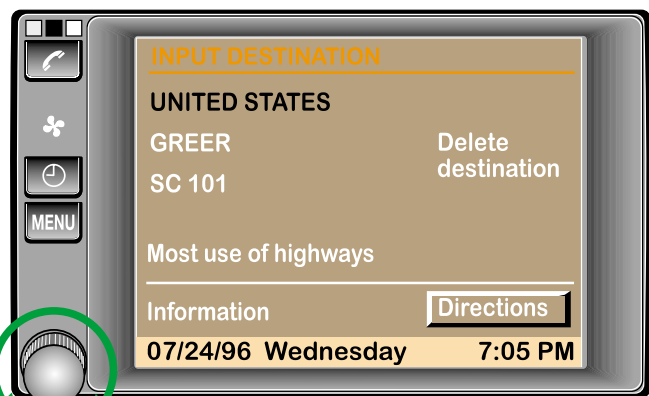 INPUT DESTINATION
UNITED STATES
GREER
Delete
destination
SC 101
MENU
Most use of highways
Information
Directions
07/24/96 Wednesday 7:05 PM